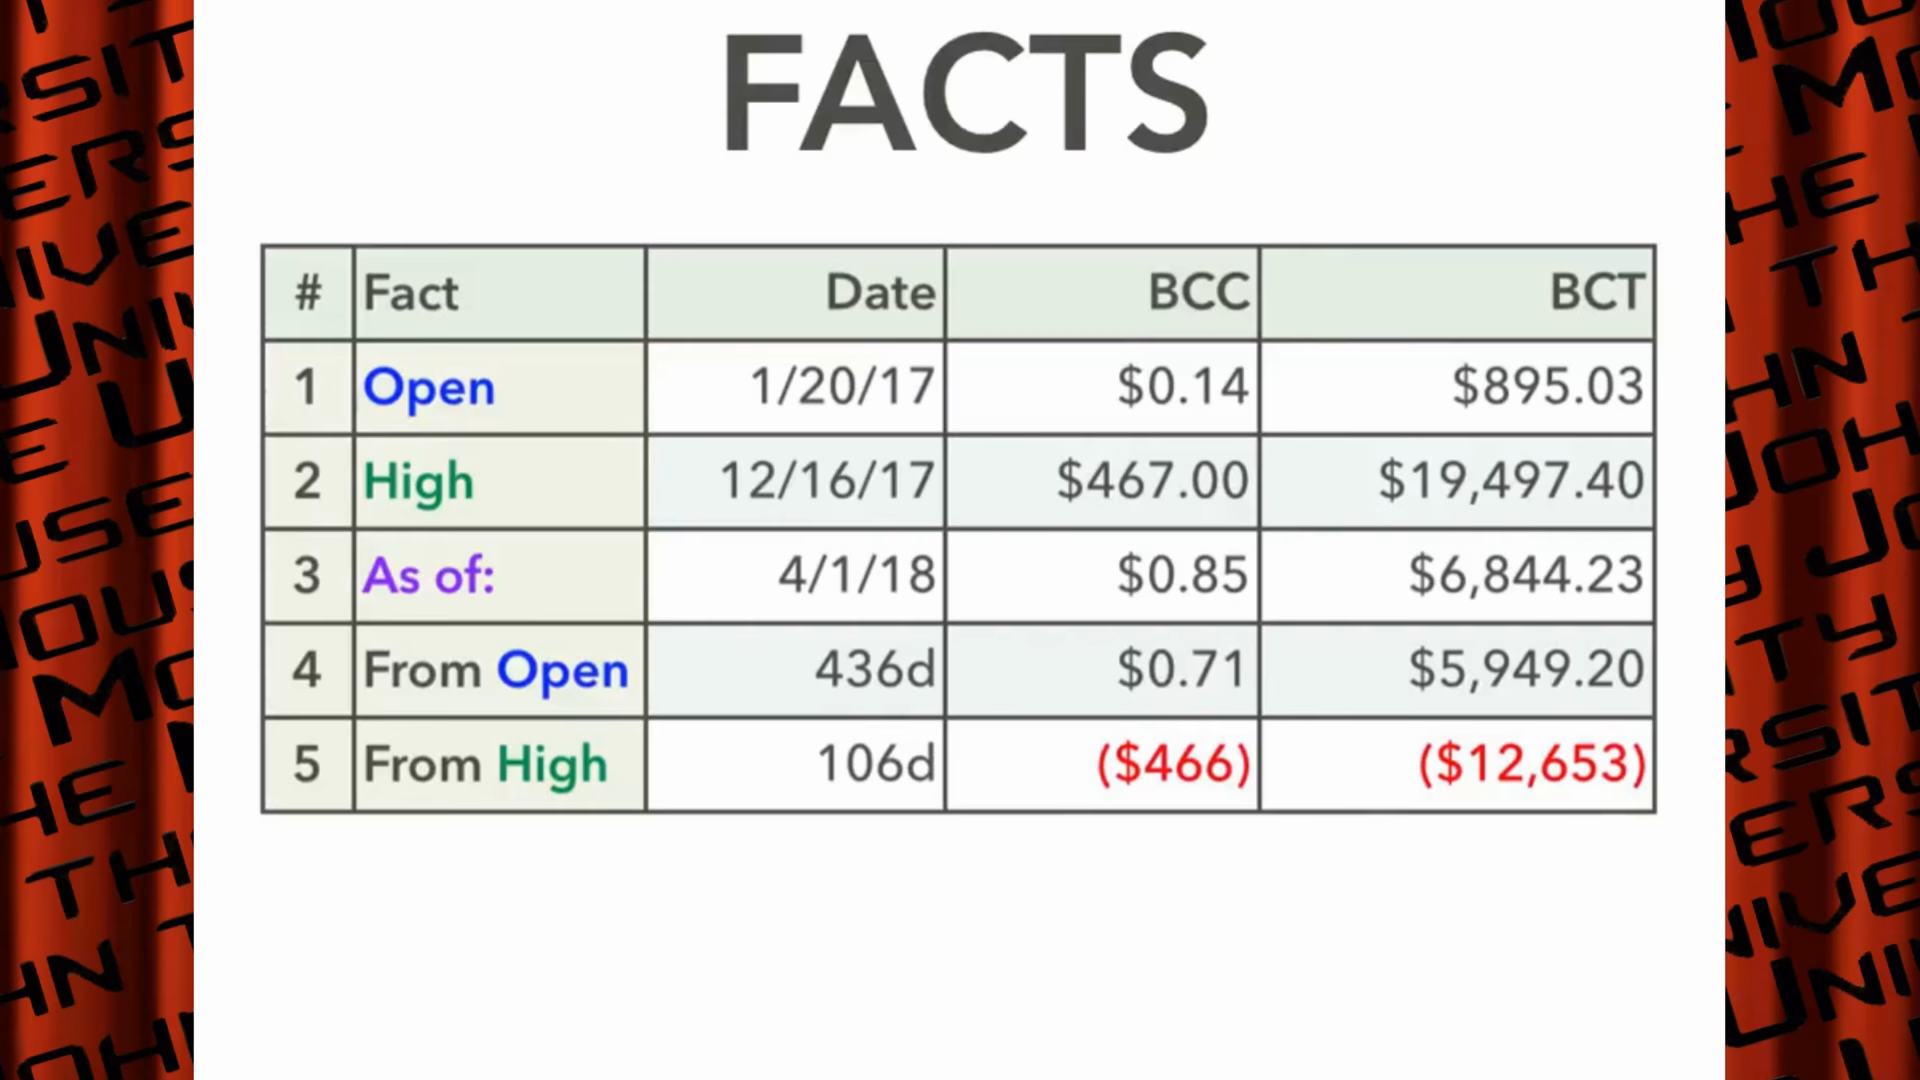 FACTS
# Fact Date BCC BCT
1 Open 1/20/17 $0.14 $895.03
2 High 12/16/17 $467.00 $19,497.40
3 As of: 4/1/18 $0.85 $6,844.23
4 From Open 436d $0.71 $5,949.20
5 From High 106d ($466) ($12,653)